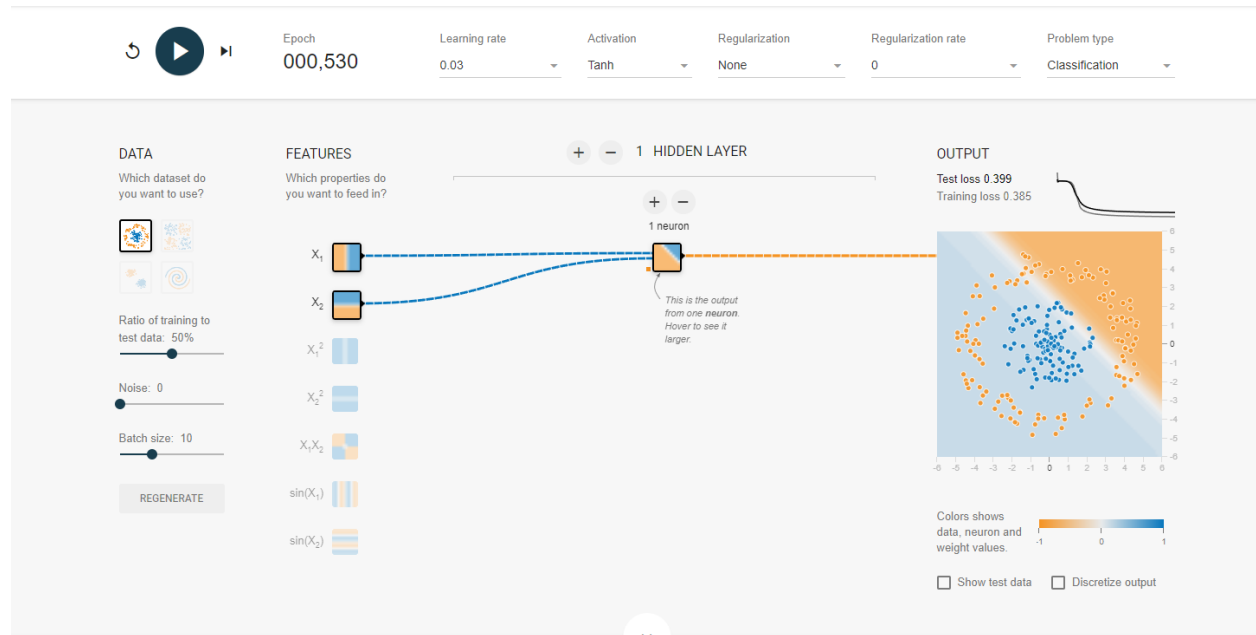 Epoch
000,530
Learning rate
0.03
Activation
Tanh
Regularization
None
Regularization rate
0
Problem type
Classification
DATA
Which dataset do
you want to use?
Ratio of training to
test data: 50%
Noise: 0
Batch size: 10
REGENERATE
FEATURES
Which properties do
you want to feed in?
X₁
X₂
X₁²
X₂²
X₁X₂
sin(X₁)
sin(X₂)
+ − 1 HIDDEN LAYER
+ −
1 neuron
This is the output
from one neuron.
Hover to see it
larger.
OUTPUT
Test loss 0.399
Training loss 0.385
6
5
4
3
2
1
0
-1
-2
-3
-4
-5
-6
-6 -5 -4 -3 -2 -1 0 1 2 3 4 5 6
Colors shows
data, neuron and
weight values.
-1 0 1
Show test data
Discretize output